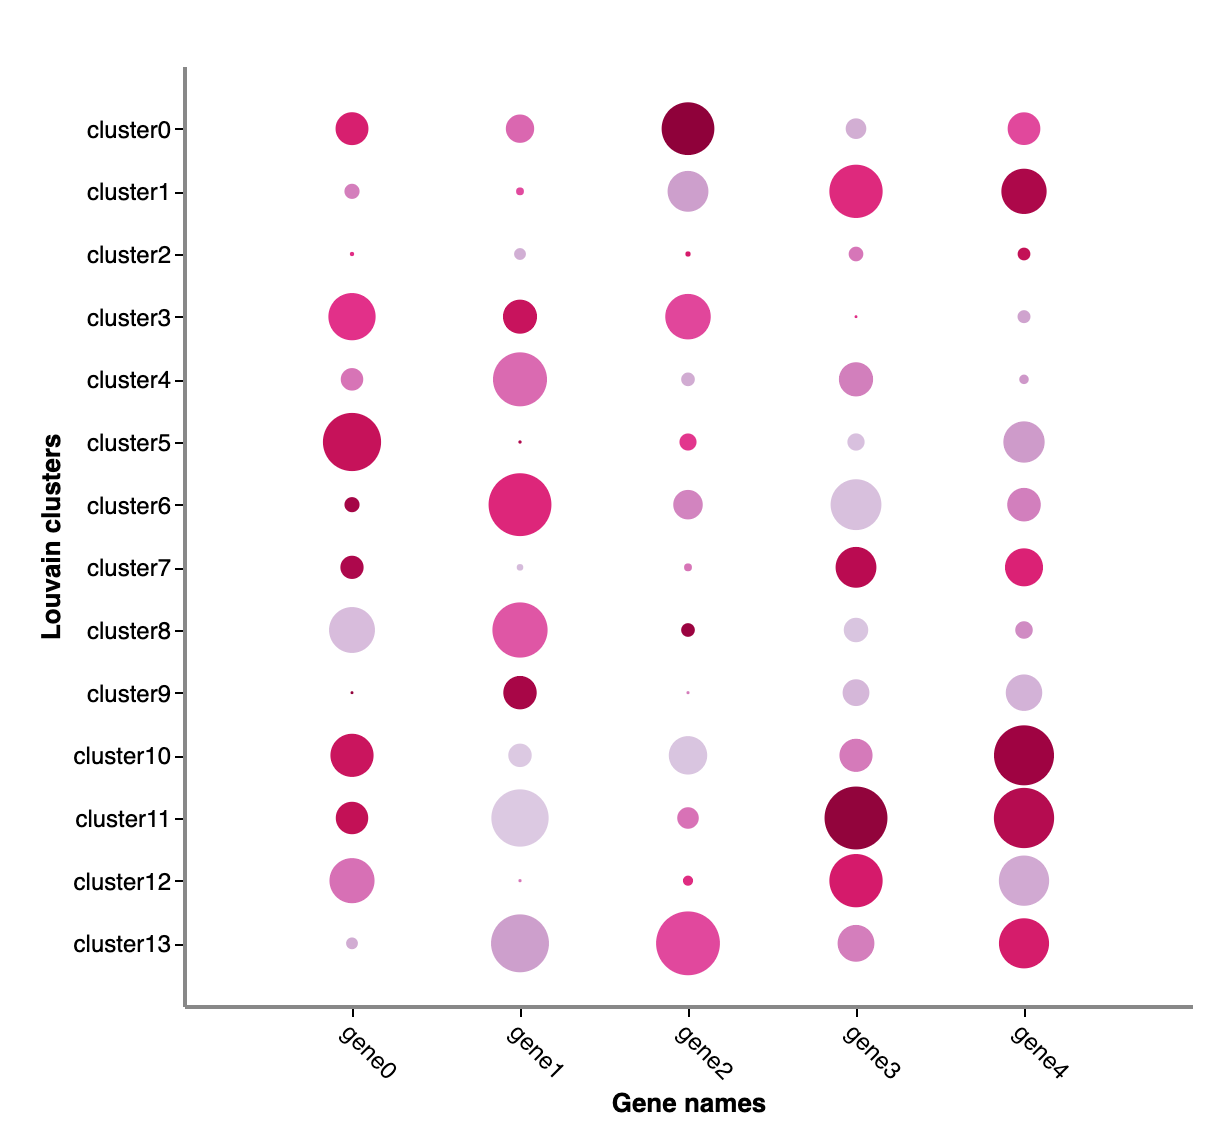 cluster0
cluster1
cluster2
cluster3
cluster4
cluster5
cluster6
cluster7
cluster8
cluster9
cluster10
cluster11
cluster12
cluster13
Louvain clusters
gene0
gene1
gene2
gene3
gene4
Gene names